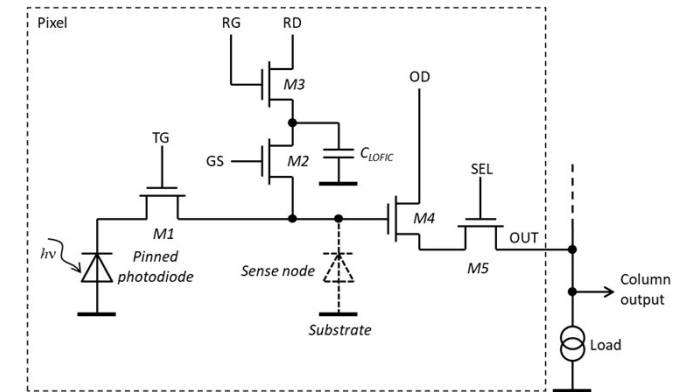 Pixel
RG
RD
M3
OD
TG
GS
M2
C_LOFIC
SEL
M4
M1
OUT
hν
Pinned
photodiode
Sense node
M5
Column
output
Substrate
Load